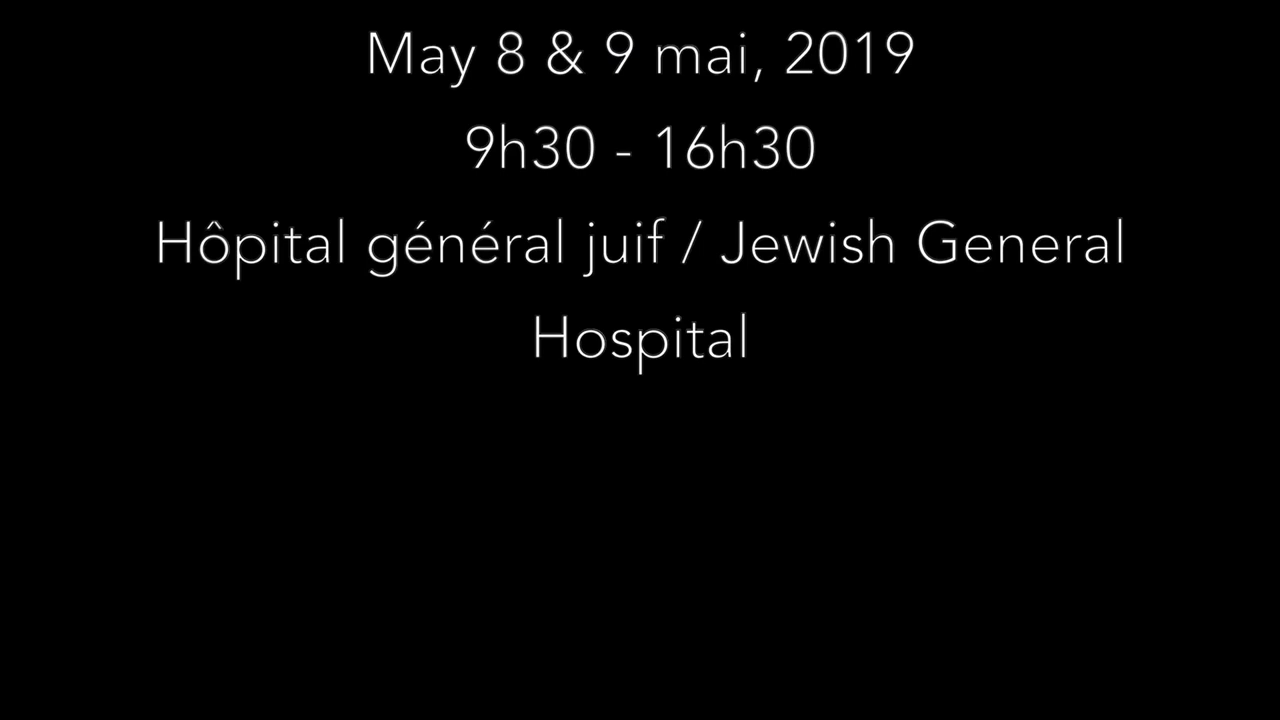 May 8 & 9 mai, 2019
9h30 - 16h30
Hôpital général juif / Jewish General
Hospital